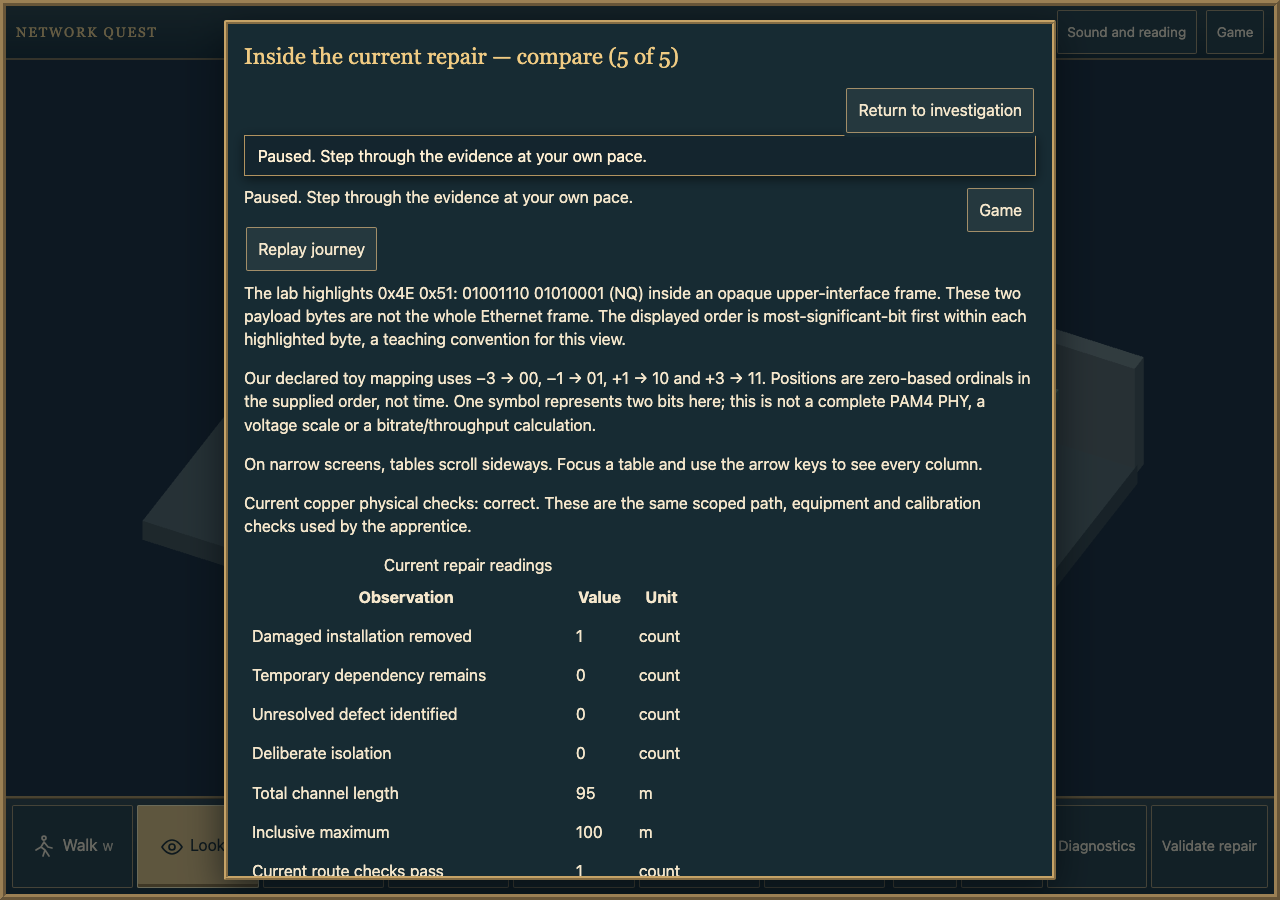 NETWORK QUEST
Sound and reading
Game
Inside the current repair — compare (5 of 5)
Return to investigation
Paused. Step through the evidence at your own pace.
Paused. Step through the evidence at your own pace.
Game
Replay journey
The lab highlights 0x4E 0x51: 01001110 01010001 (NQ) inside an opaque upper-interface frame. These two
payload bytes are not the whole Ethernet frame. The displayed order is most-significant-bit first within each
highlighted byte, a teaching convention for this view.
Our declared toy mapping uses −3 → 00, −1 → 01, +1 → 10 and +3 → 11. Positions are zero-based ordinals in
the supplied order, not time. One symbol represents two bits here; this is not a complete PAM4 PHY, a
voltage scale or a bitrate/throughput calculation.
On narrow screens, tables scroll sideways. Focus a table and use the arrow keys to see every column.
Current copper physical checks: correct. These are the same scoped path, equipment and calibration
checks used by the apprentice.
Current repair readings
Observation Value Unit
Damaged installation removed 1 count
Temporary dependency remains 0 count
Unresolved defect identified 0 count
Deliberate isolation 0 count
Total channel length 95 m
Inclusive maximum 100 m
Current route checks pass 1 count
Walk W
Look
Diagnostics
Validate repair